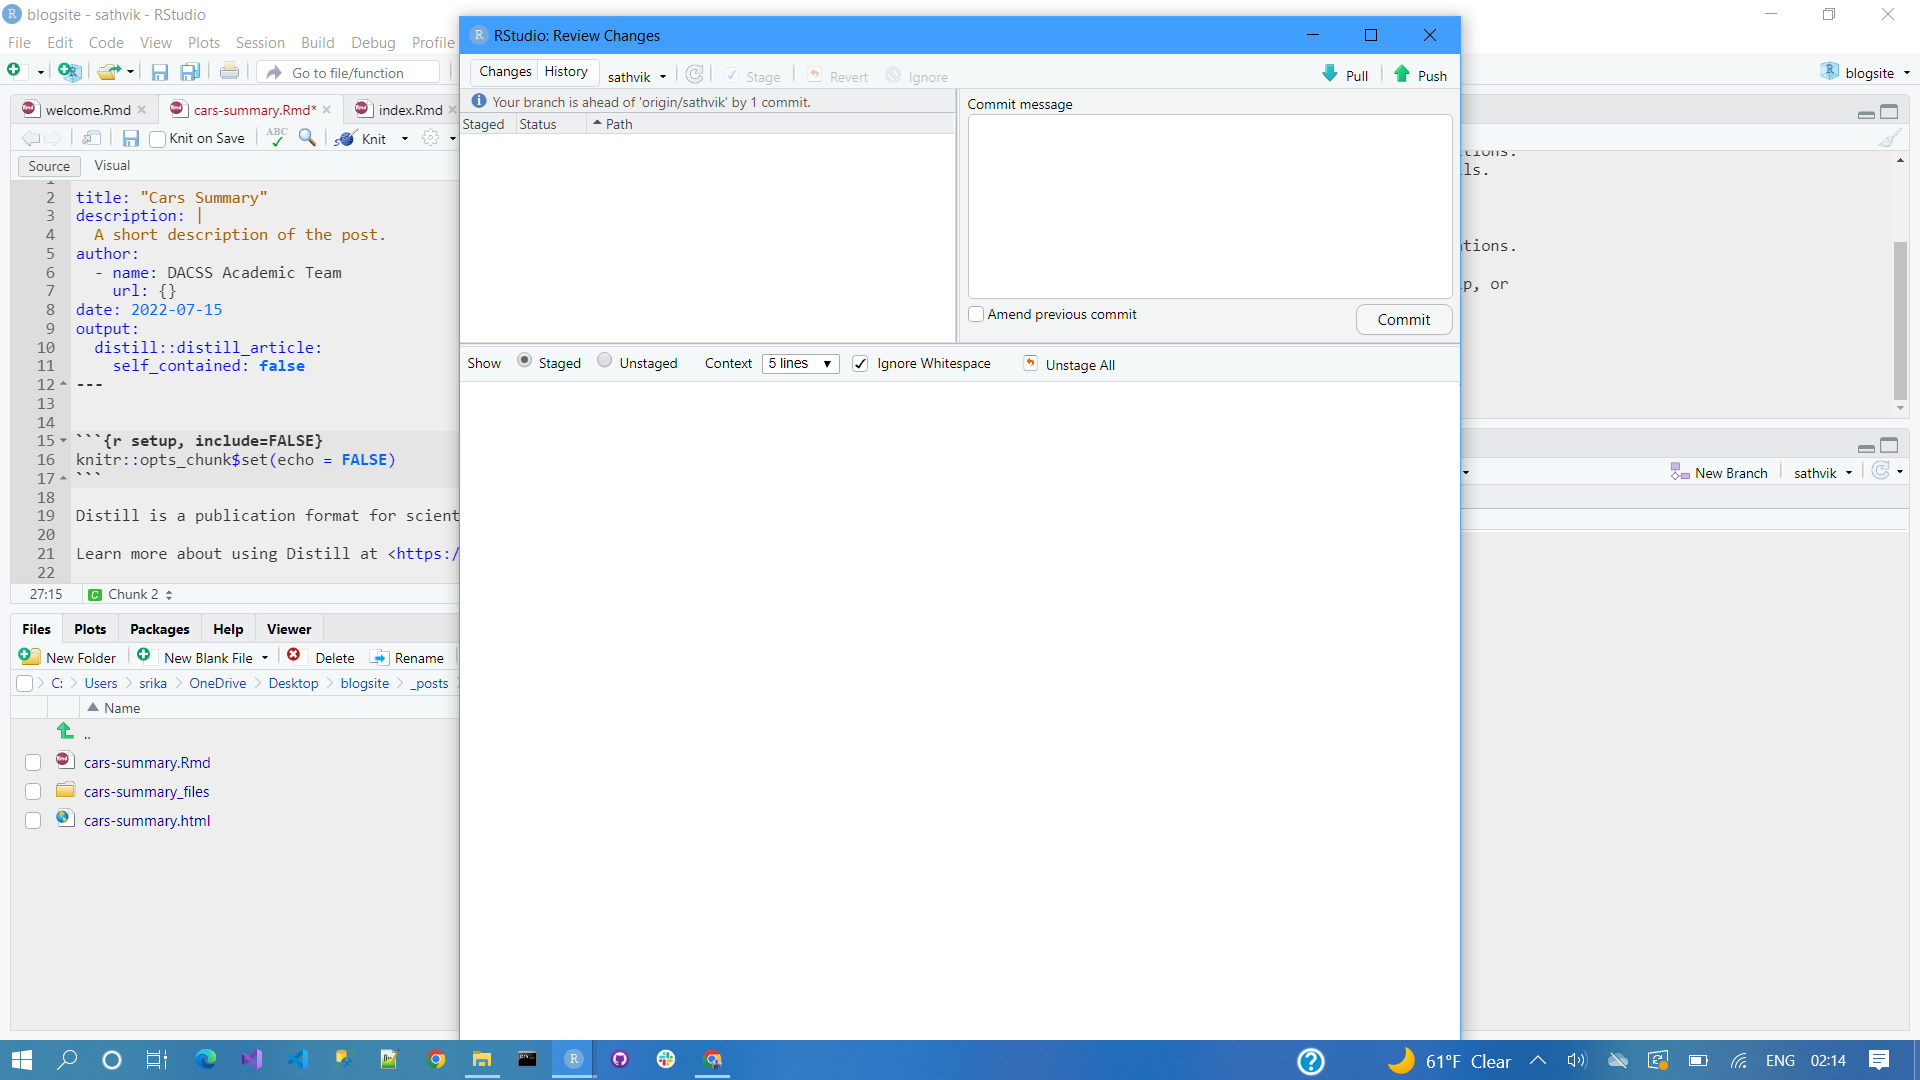 blogsite - sathvik - RStudio
File Edit Code View Plots Session Build Debug Profile
Go to file/function
blogsite
welcome.Rmd
cars-summary.Rmd*
index.Rmd
Knit on Save
ABC
Knit
Source
Visual
1
2 title: "Cars Summary"
3 description: |
4 A short description of the post.
5 author:
6 - name: DACSS Academic Team
7 url: {}
8 date: 2022-07-15
9 output:
10 distill::distill_article:
11 self_contained: false
12 ---
13
14
15 ```{r setup, include=FALSE}
16 knitr::opts_chunk$set(echo = FALSE)
17 ```
18
19 Distill is a publication format for scient
20
21 Learn more about using Distill at <https:/
22
27:15
Chunk 2
Files Plots Packages Help Viewer
New Folder New Blank File Delete Rename
C: Users srika OneDrive Desktop blogsite _posts
Name
..
cars-summary.Rmd
cars-summary_files
cars-summary.html
RStudio: Review Changes
Changes History sathvik Stage Revert Ignore Pull Push
Your branch is ahead of 'origin/sathvik' by 1 commit.
Staged Status Path
Commit message
Amend previous commit
Commit
Show Staged Unstaged Context 5 lines Ignore Whitespace Unstage All
tions.
ls.
tions.
p, or
New Branch sathvik
61°F Clear ENG 02:14